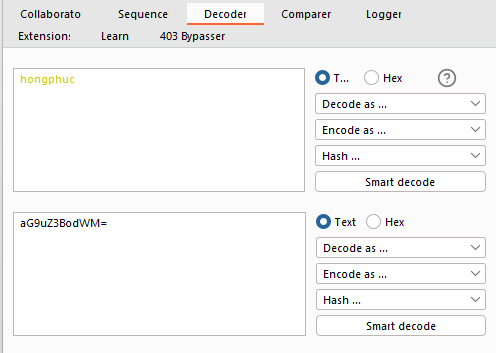 Collaborato Sequence Decoder Comparer Logger
Extensions Learn 403 Bypasser
hongphuc
T... Hex ?
Decode as ...
Encode as ...
Hash ...
Smart decode
aG9uZ3BodWM=
Text Hex
Decode as ...
Encode as ...
Hash ...
Smart decode